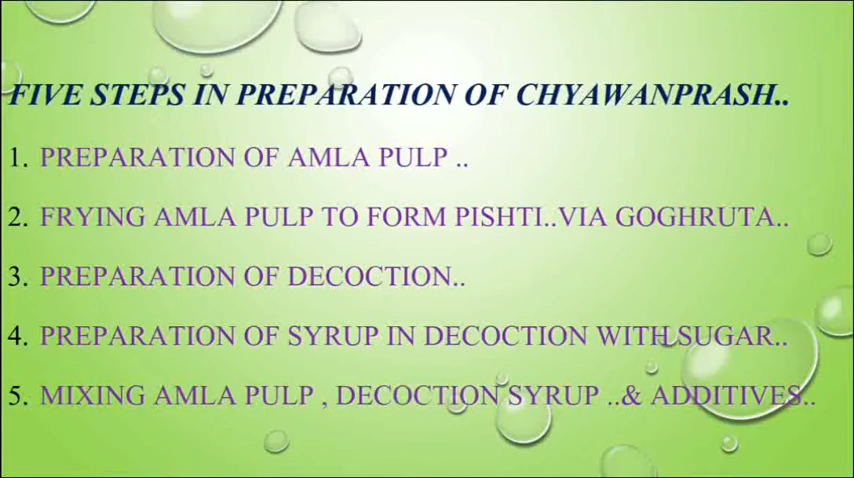 FIVE STEPS IN PREPARATION OF CHYAWANPRASH..
1. PREPARATION OF AMLA PULP ..
2. FRYING AMLA PULP TO FORM PISHTI..VIA GOGHRUTA..
3. PREPARATION OF DECOCTION..
4. PREPARATION OF SYRUP IN DECOCTION WITH SUGAR..
5. MIXING AMLA PULP , DECOCTION SYRUP ..& ADDITIVES..